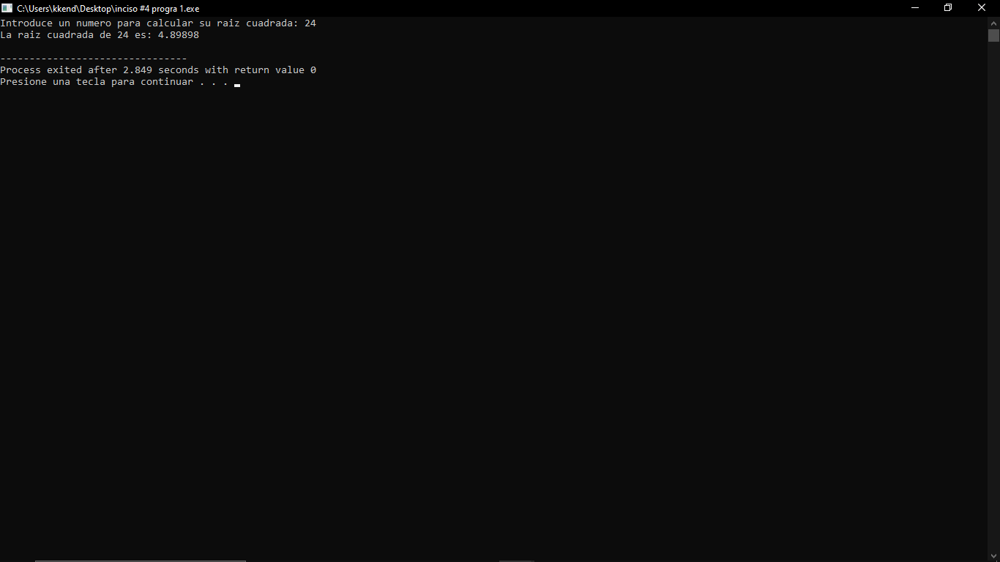 C:\Users\kkend\Desktop\inciso #4 progra 1.exe
Introduce un numero para calcular su raiz cuadrada: 24
La raiz cuadrada de 24 es: 4.89898
--------------------------------
Process exited after 2.849 seconds with return value 0
Presione una tecla para continuar . . .